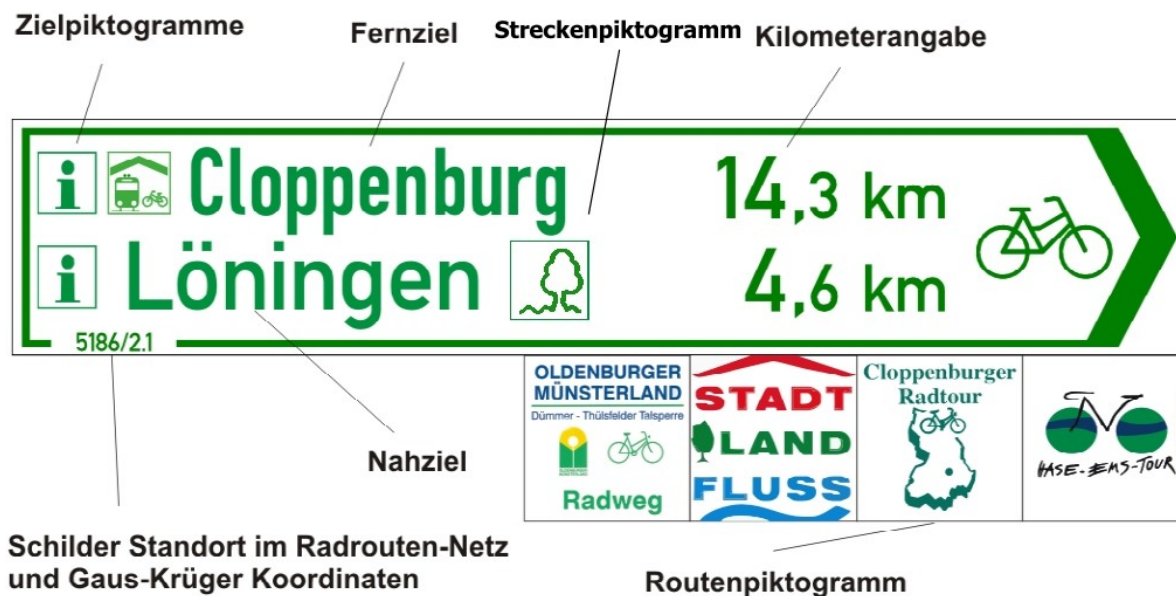 Zielpiktogramme
Fernziel
Streckenpiktogramm
Kilometerangabe
i Cloppenburg 14,3 km
i Löningen 4,6 km
5186/2.1
OLDENBURGER
MÜNSTERLAND
Dümmer - Thülsfelder Talsperre
OLDENBURGER
MÜNSTERLAND
Radweg
STADT
LAND
FLUSS
Cloppenburger
Radtour
HASE-EMS-TOUR
Nahziel
Schilder Standort im Radrouten-Netz
und Gaus-Krüger Koordinaten
Routenpiktogramm